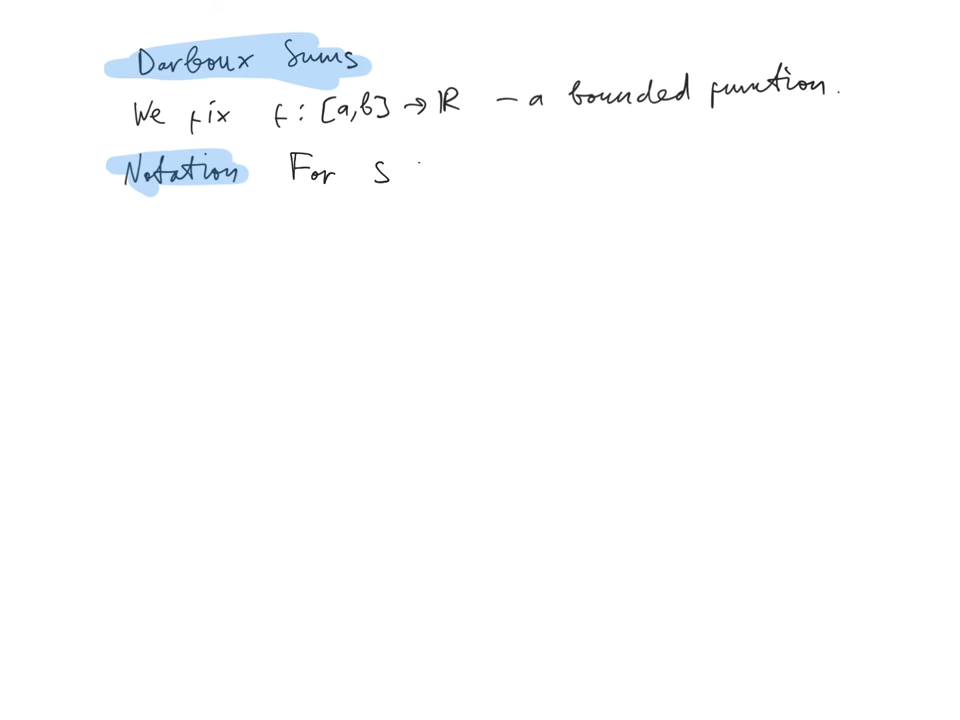 Darboux Sums
We fix f : [a,b] → ℝ – a bounded function.
Notation For S